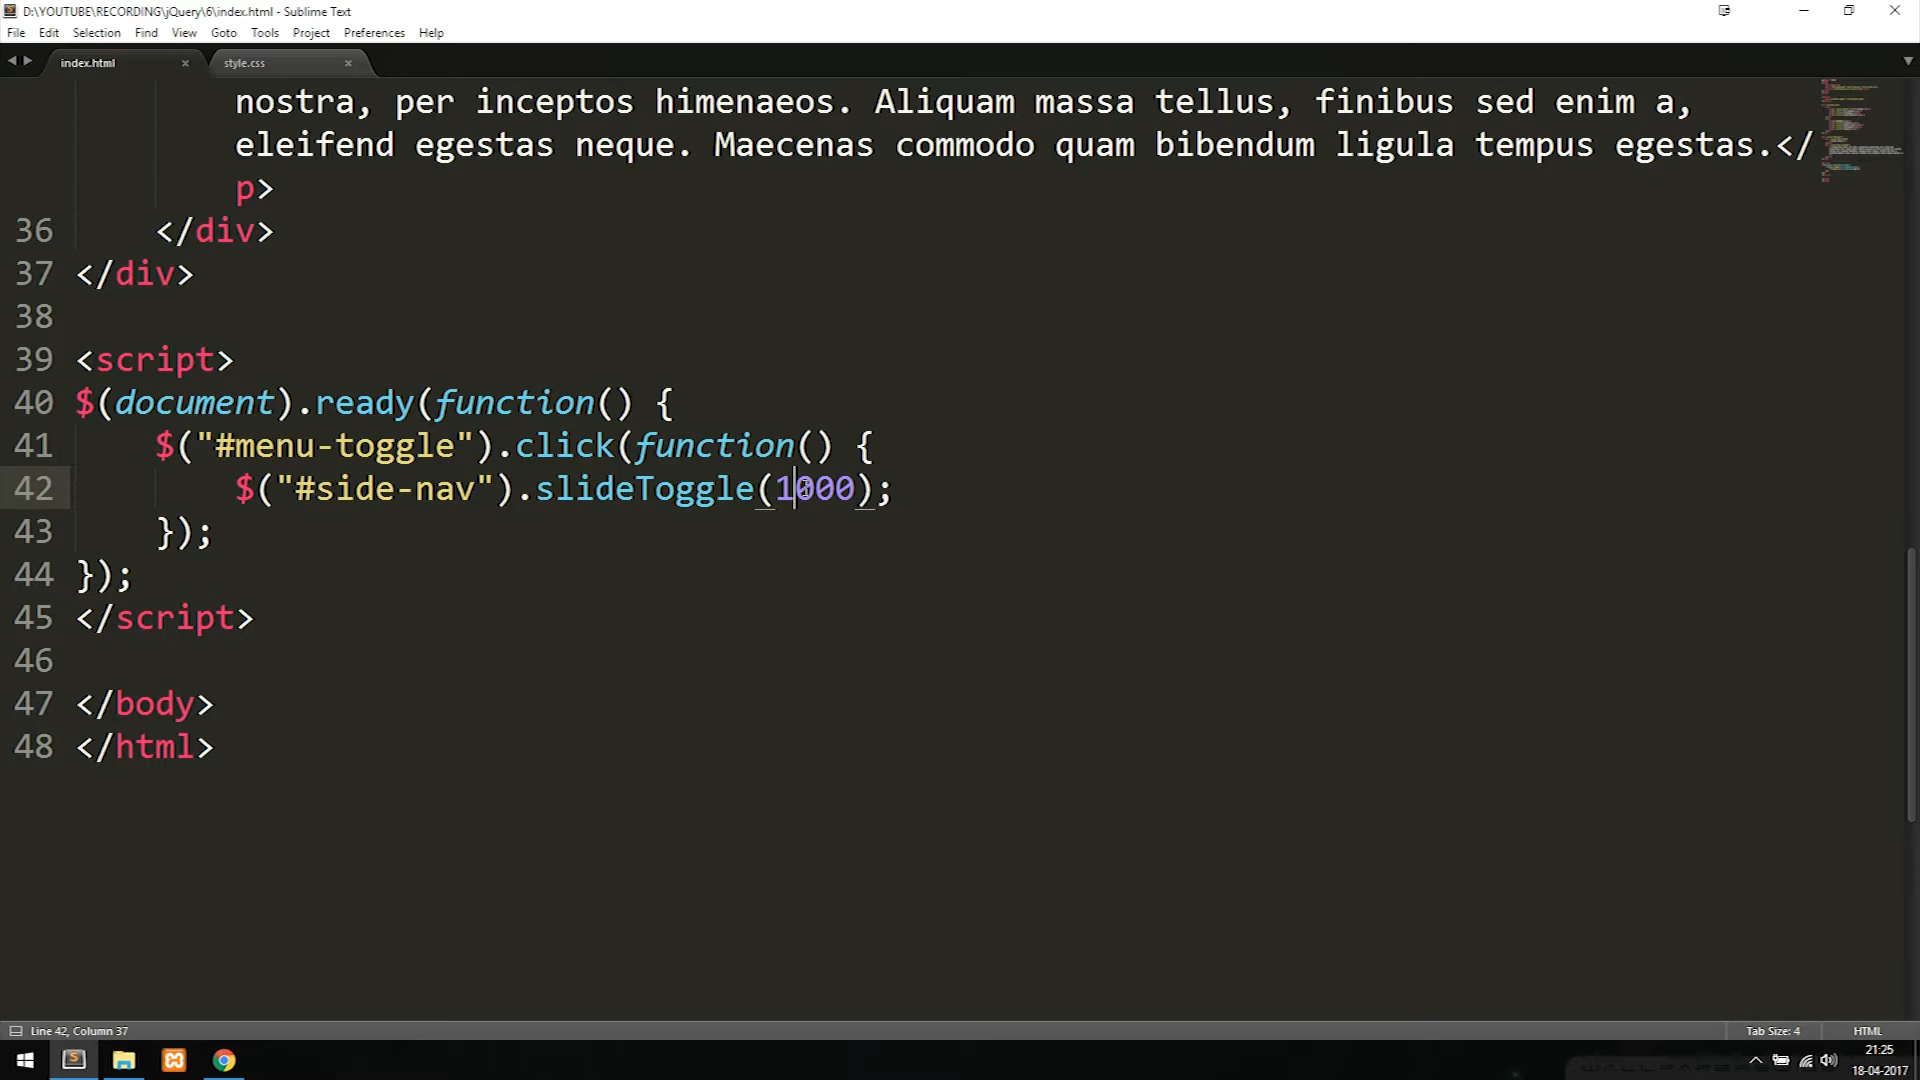 D:\YOUTUBE\RECORDING\jQuery\6\index.html - Sublime Text
File Edit Selection Find View Goto Tools Project Preferences Help
index.html style.css
nostra, per inceptos himenaeos. Aliquam massa tellus, finibus sed enim a,
eleifend egestas neque. Maecenas commodo quam bibendum ligula tempus egestas.</
p>
36 </div>
37 </div>
38
39 <script>
40 $(document).ready(function() {
41 $("#menu-toggle").click(function() {
42 $("#side-nav").slideToggle(1000);
43 });
44 });
45 </script>
46
47 </body>
48 </html>
Line 42, Column 37 Tab Size: 4 HTML
21:25
18-04-2017